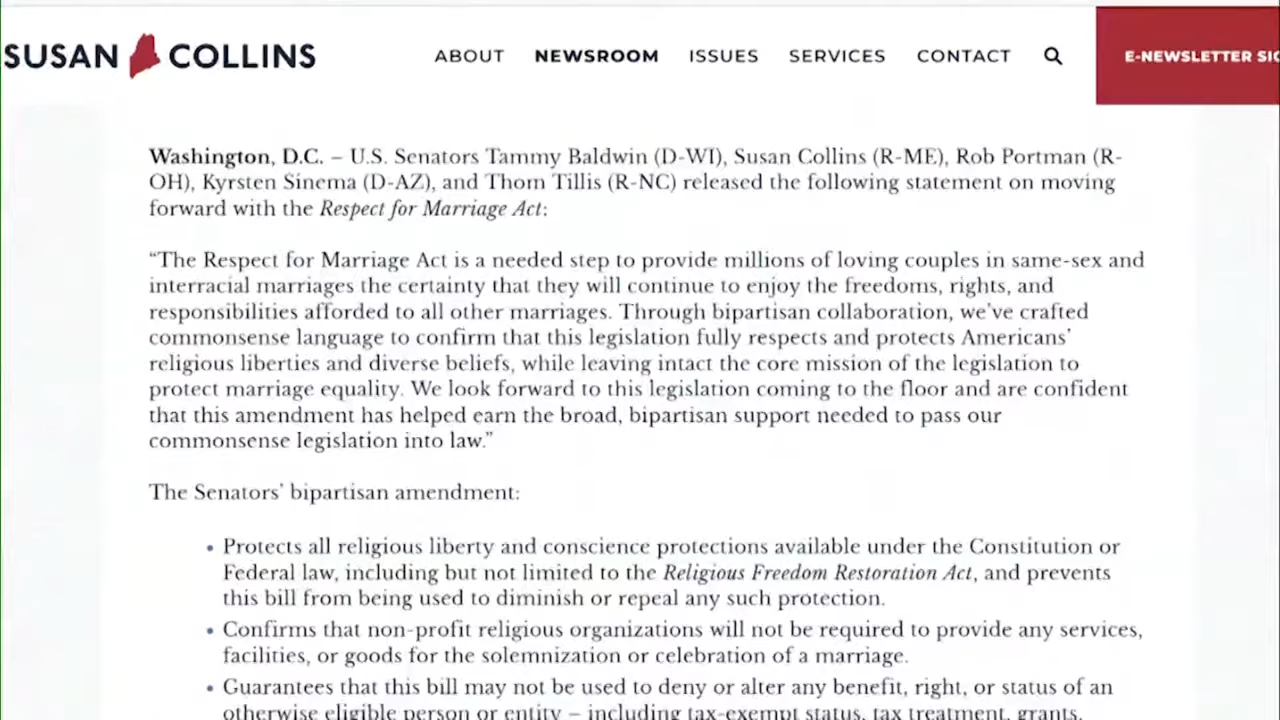 SUSAN COLLINS
ABOUT NEWSROOM ISSUES SERVICES CONTACT
E-NEWSLETTER
Washington, D.C. – U.S. Senators Tammy Baldwin (D-WI), Susan Collins (R-ME), Rob Portman (R-
OH), Kyrsten Sinema (D-AZ), and Thom Tillis (R-NC) released the following statement on moving
forward with the Respect for Marriage Act:
“The Respect for Marriage Act is a needed step to provide millions of loving couples in same-sex and
interracial marriages the certainty that they will continue to enjoy the freedoms, rights, and
responsibilities afforded to all other marriages. Through bipartisan collaboration, we’ve crafted
commonsense language to confirm that this legislation fully respects and protects Americans’
religious liberties and diverse beliefs, while leaving intact the core mission of the legislation to
protect marriage equality. We look forward to this legislation coming to the floor and are confident
that this amendment has helped earn the broad, bipartisan support needed to pass our
commonsense legislation into law.”
The Senators’ bipartisan amendment:
• Protects all religious liberty and conscience protections available under the Constitution or
Federal law, including but not limited to the Religious Freedom Restoration Act, and prevents
this bill from being used to diminish or repeal any such protection.
• Confirms that non-profit religious organizations will not be required to provide any services,
facilities, or goods for the solemnization or celebration of a marriage.
• Guarantees that this bill may not be used to deny or alter any benefit, right, or status of an
otherwise eligible person or entity – including tax-exempt status, tax treatment, grants,